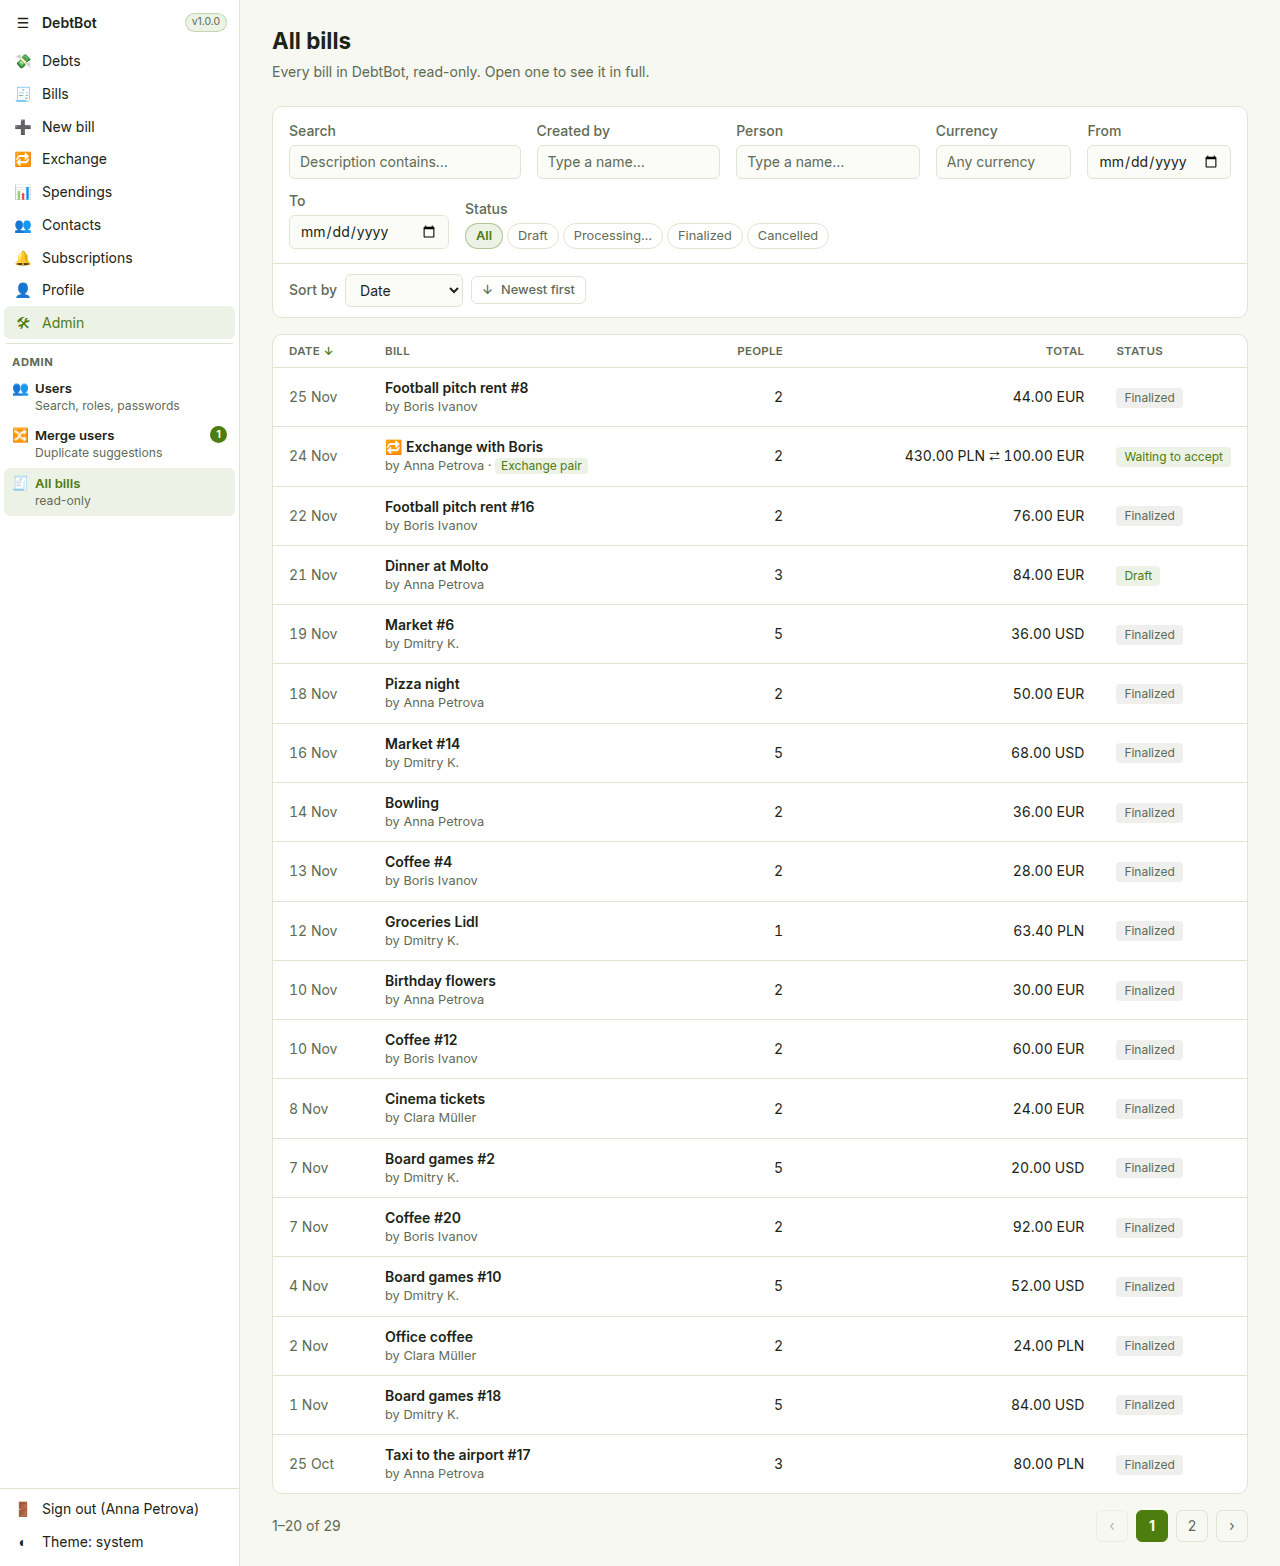 DebtBot v1.0.0
Debts
Bills
New bill
Exchange
Spendings
Contacts
Subscriptions
Profile
Admin
ADMIN
Users
Search, roles, passwords
Merge users 1
Duplicate suggestions
All bills
read-only
Sign out (Anna Petrova)
Theme: system
All bills
Every bill in DebtBot, read-only. Open one to see it in full.
Search Created by Person Currency From
Description contains... Type a name... Type a name... Any currency mm/dd/yyyy
To Status
mm/dd/yyyy All Draft Processing... Finalized Cancelled
Sort by Date ↓ Newest first
DATE ↓ BILL PEOPLE TOTAL STATUS
25 Nov Football pitch rent #8 2 44.00 EUR Finalized
by Boris Ivanov
24 Nov Exchange with Boris 2 430.00 PLN ⇄ 100.00 EUR Waiting to accept
by Anna Petrova · Exchange pair
22 Nov Football pitch rent #16 2 76.00 EUR Finalized
by Boris Ivanov
21 Nov Dinner at Molto 3 84.00 EUR Draft
by Anna Petrova
19 Nov Market #6 5 36.00 USD Finalized
by Dmitry K.
18 Nov Pizza night 2 50.00 EUR Finalized
by Anna Petrova
16 Nov Market #14 5 68.00 USD Finalized
by Dmitry K.
14 Nov Bowling 2 36.00 EUR Finalized
by Anna Petrova
13 Nov Coffee #4 2 28.00 EUR Finalized
by Boris Ivanov
12 Nov Groceries Lidl 1 63.40 PLN Finalized
by Dmitry K.
10 Nov Birthday flowers 2 30.00 EUR Finalized
by Anna Petrova
10 Nov Coffee #12 2 60.00 EUR Finalized
by Boris Ivanov
8 Nov Cinema tickets 2 24.00 EUR Finalized
by Clara Müller
7 Nov Board games #2 5 20.00 USD Finalized
by Dmitry K.
7 Nov Coffee #20 2 92.00 EUR Finalized
by Boris Ivanov
4 Nov Board games #10 5 52.00 USD Finalized
by Dmitry K.
2 Nov Office coffee 2 24.00 PLN Finalized
by Clara Müller
1 Nov Board games #18 5 84.00 USD Finalized
by Dmitry K.
25 Oct Taxi to the airport #17 3 80.00 PLN Finalized
by Anna Petrova
1–20 of 29 ‹ 1 2 ›